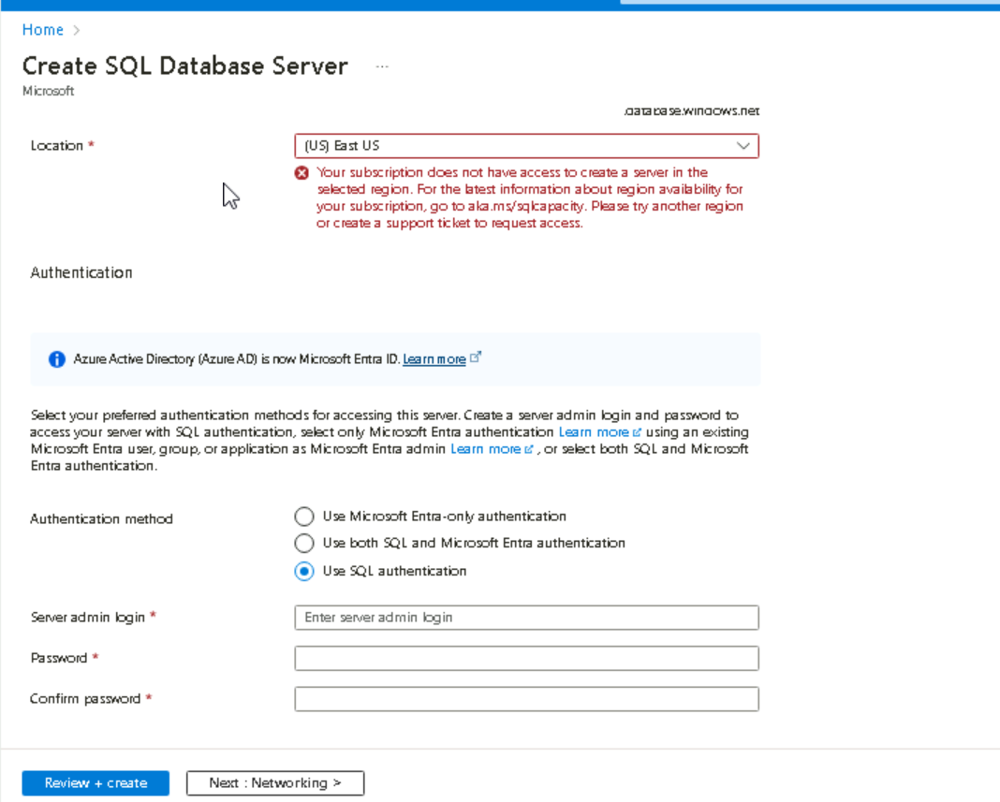 Home >
Create SQL Database Server ...
Microsoft
.database.windows.net
Location *
(US) East US
Your subscription does not have access to create a server in the
selected region. For the latest information about region availability for
your subscription, go to aka.ms/sqlcapacity. Please try another region
or create a support ticket to request access.
Authentication
Azure Active Directory (Azure AD) is now Microsoft Entra ID. Learn more
Select your preferred authentication methods for accessing this server. Create a server admin login and password to
access your server with SQL authentication, select only Microsoft Entra authentication Learn more using an existing
Microsoft Entra user, group, or application as Microsoft Entra admin Learn more , or select both SQL and Microsoft
Entra authentication.
Authentication method
Use Microsoft Entra-only authentication
Use both SQL and Microsoft Entra authentication
Use SQL authentication
Server admin login *
Enter server admin login
Password *
Confirm password *
Review + create
Next : Networking >